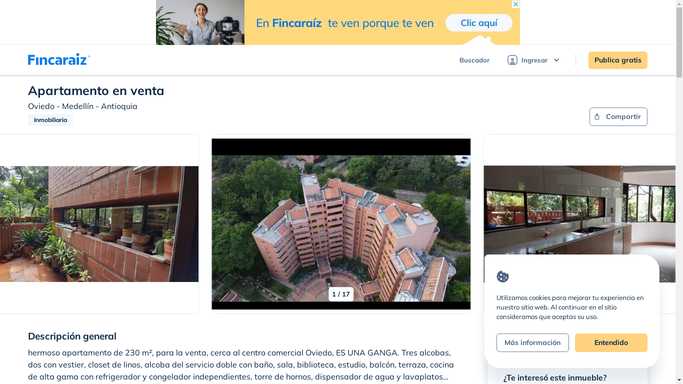 En Fincaraíz te ven porque te ven
Clic aquí
Fincaraiz
Buscador
Ingresar
Publica gratis
Apartamento en venta
Oviedo - Medellín - Antioquia
Inmobiliaria
Compartir
1 / 17
Utilizamos cookies para mejorar tu experiencia en
nuestro sitio web. Al continuar en el sitio
consideramos que aceptas su uso.
Más información
Entendido
Descripción general
hermoso apartamento de 230 m², para la venta, cerca al centro comercial Oviedo, ES UNA GANGA. Tres alcobas,
dos con vestier, closet de linos, alcoba del servicio doble con baño, sala, biblioteca, estudio, balcón, terraza, cocina
de alta gama con refrigerador y congelador independientes, torre de hornos, dispensador de agua y lavaplatos...
¿Te interesó este inmueble?